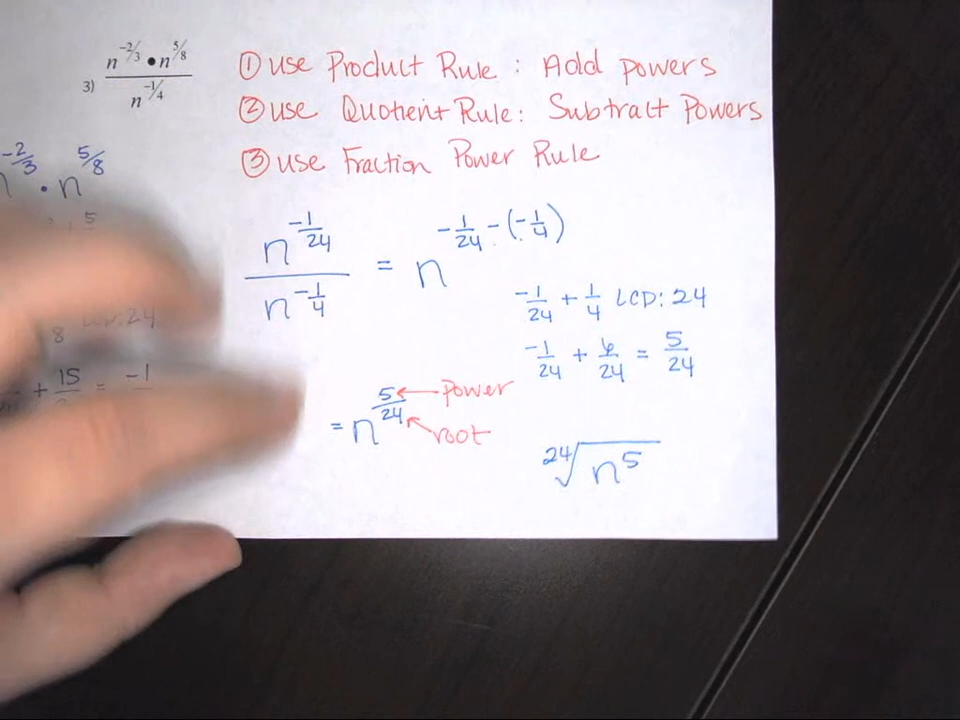 3) n^{-2/3} • n^{5/8} / n^{-1/4}
① use Product Rule : Add powers
② use Quotient Rule : Subtract Powers
③ use Fraction Power Rule
n^{-2/3} · n^{5/8}
n^{-1/24} / n^{-1/4} = n^{-1/24 - (-1/4)}
-1/24 + 1/4 LCD: 24
-1/24 + 6/24 = 5/24
+ 15/ = -1
= n^{5/24} ← power
root
24√n^5